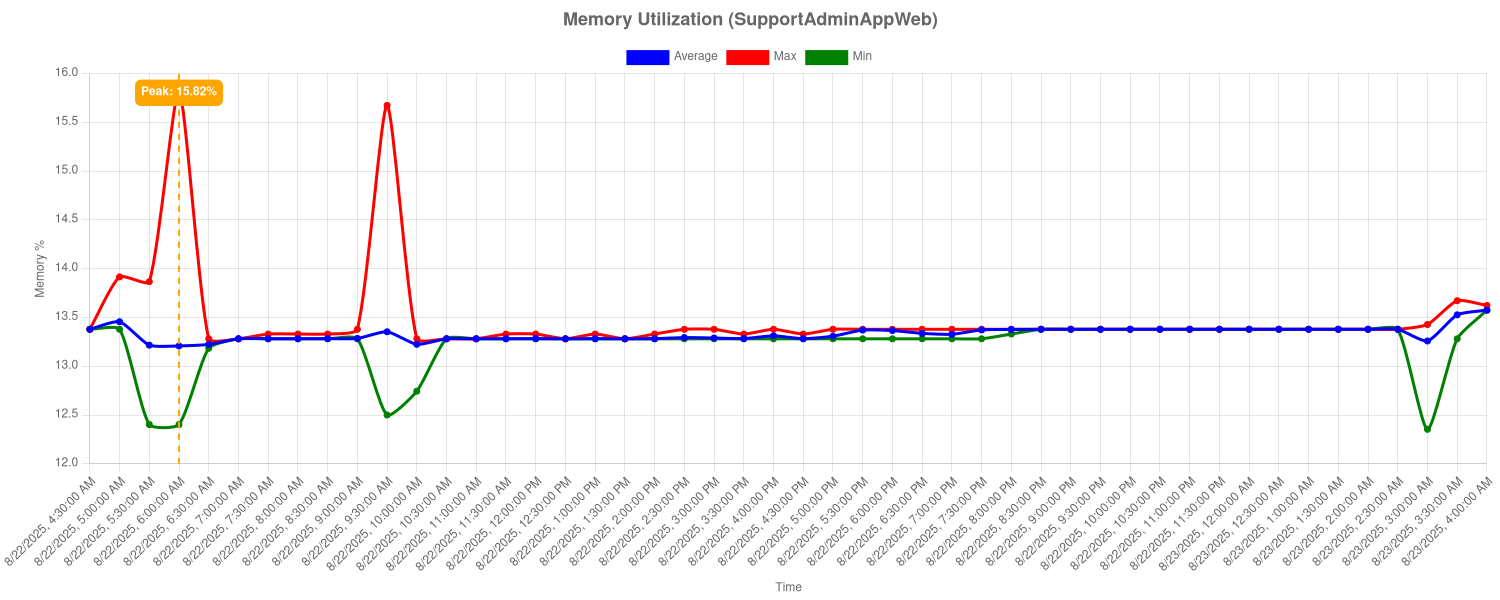 Memory Utilization (SupportAdminAppWeb)
Average Max Min
Peak: 15.82%
16.0
15.5
15.0
14.5
14.0
13.5
13.0
12.5
12.0
Memory %
8/22/2025, 4:30:00 AM
8/22/2025, 5:00:00 AM
8/22/2025, 5:30:00 AM
8/22/2025, 6:00:00 AM
8/22/2025, 6:30:00 AM
8/22/2025, 7:00:00 AM
8/22/2025, 7:30:00 AM
8/22/2025, 8:00:00 AM
8/22/2025, 8:30:00 AM
8/22/2025, 9:00:00 AM
8/22/2025, 9:30:00 AM
8/22/2025, 10:00:00 AM
8/22/2025, 10:30:00 AM
8/22/2025, 11:00:00 AM
8/22/2025, 11:30:00 AM
8/22/2025, 12:00:00 PM
8/22/2025, 12:30:00 PM
8/22/2025, 1:00:00 PM
8/22/2025, 1:30:00 PM
8/22/2025, 2:00:00 PM
8/22/2025, 2:30:00 PM
8/22/2025, 3:00:00 PM
8/22/2025, 3:30:00 PM
8/22/2025, 4:00:00 PM
8/22/2025, 4:30:00 PM
8/22/2025, 5:00:00 PM
8/22/2025, 5:30:00 PM
8/22/2025, 6:00:00 PM
8/22/2025, 6:30:00 PM
8/22/2025, 7:00:00 PM
8/22/2025, 7:30:00 PM
8/22/2025, 8:00:00 PM
8/22/2025, 8:30:00 PM
8/22/2025, 9:00:00 PM
8/22/2025, 9:30:00 PM
8/22/2025, 10:00:00 PM
8/22/2025, 10:30:00 PM
8/22/2025, 11:00:00 PM
8/22/2025, 11:30:00 PM
8/23/2025, 12:00:00 AM
8/23/2025, 12:30:00 AM
8/23/2025, 1:00:00 AM
8/23/2025, 1:30:00 AM
8/23/2025, 2:00:00 AM
8/23/2025, 2:30:00 AM
8/23/2025, 3:00:00 AM
8/23/2025, 3:30:00 AM
8/23/2025, 4:00:00 AM
Time